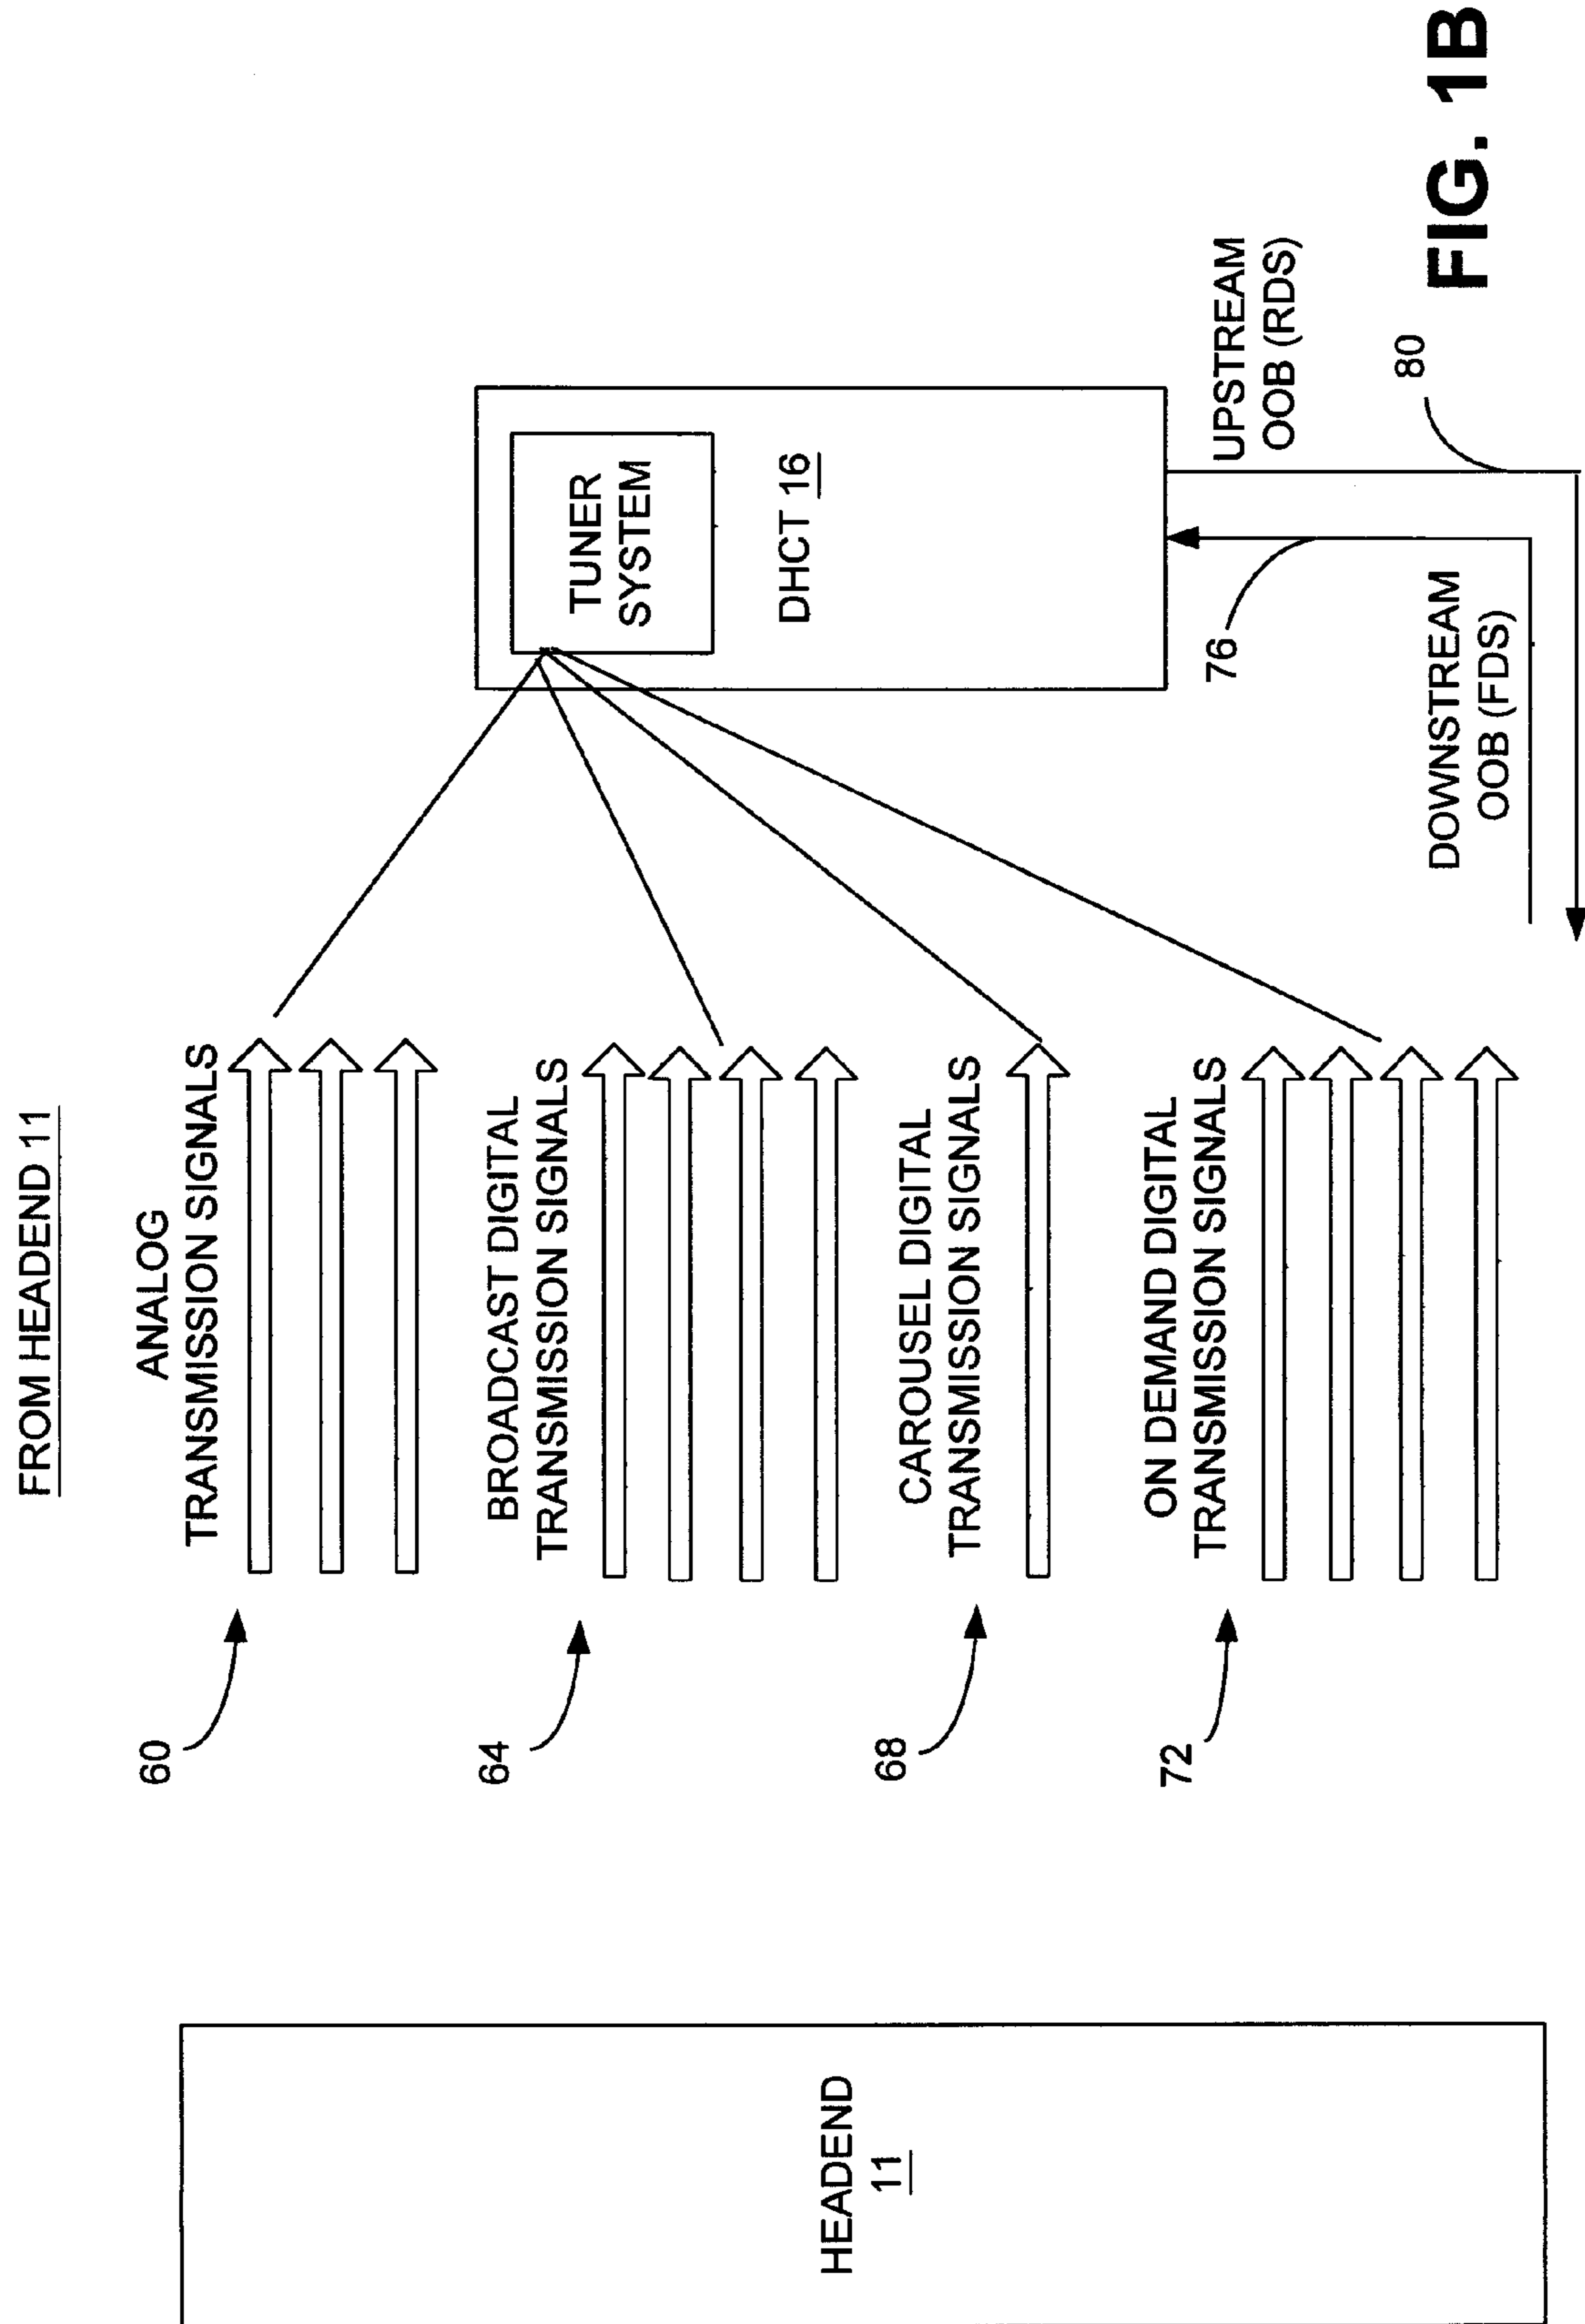 FROM HEADEND 11
HEADEND
11
60
ANALOG
TRANSMISSION SIGNALS
64
BROADCAST DIGITAL
TRANSMISSION SIGNALS
68
CAROUSEL DIGITAL
TRANSMISSION SIGNALS
72
ON DEMAND DIGITAL
TRANSMISSION SIGNALS
TUNER
SYSTEM
DHCT 16
76
DOWNSTREAM
OOB (FDS)
UPSTREAM
OOB (RDS)
80
FIG. 1B